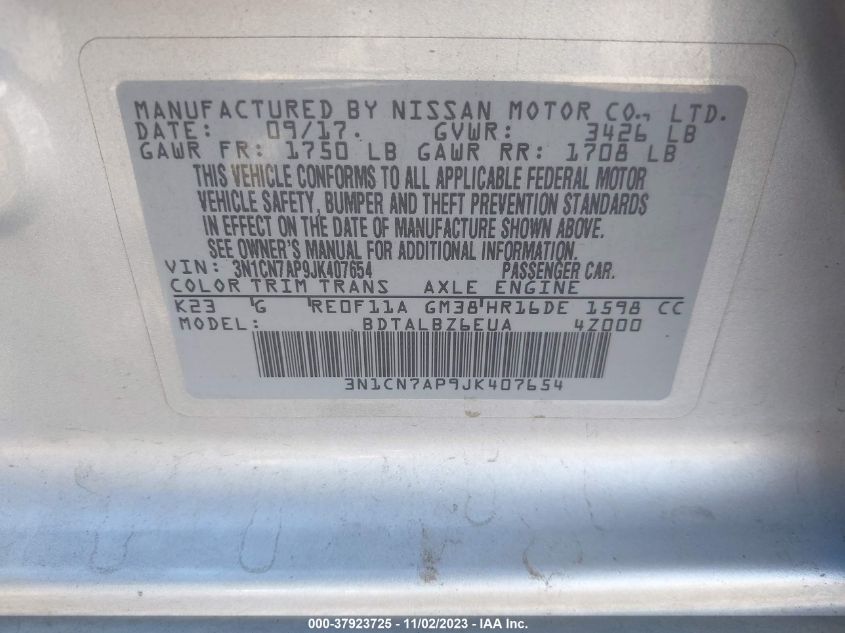 MANUFACTURED BY NISSAN MOTOR CO., LTD.
DATE: 09/17. GVWR: 3426 LB
GAWR FR: 1750 LB GAWR RR: 1708 LB
THIS VEHICLE CONFORMS TO ALL APPLICABLE FEDERAL MOTOR
VEHICLE SAFETY, BUMPER AND THEFT PREVENTION STANDARDS
IN EFFECT ON THE DATE OF MANUFACTURE SHOWN ABOVE.
SEE OWNER'S MANUAL FOR ADDITIONAL INFORMATION.
VIN: 3N1CN7AP9JK407654 PASSENGER CAR.
COLOR TRIM TRANS AXLE ENGINE
K23 G RE0F11A GM38 HR16DE 1598 CC
MODEL: BDTALBZ6EUA 4Z000
3N1CN7AP9JK407654
000-37923725 - 11/02/2023 - IAA Inc.